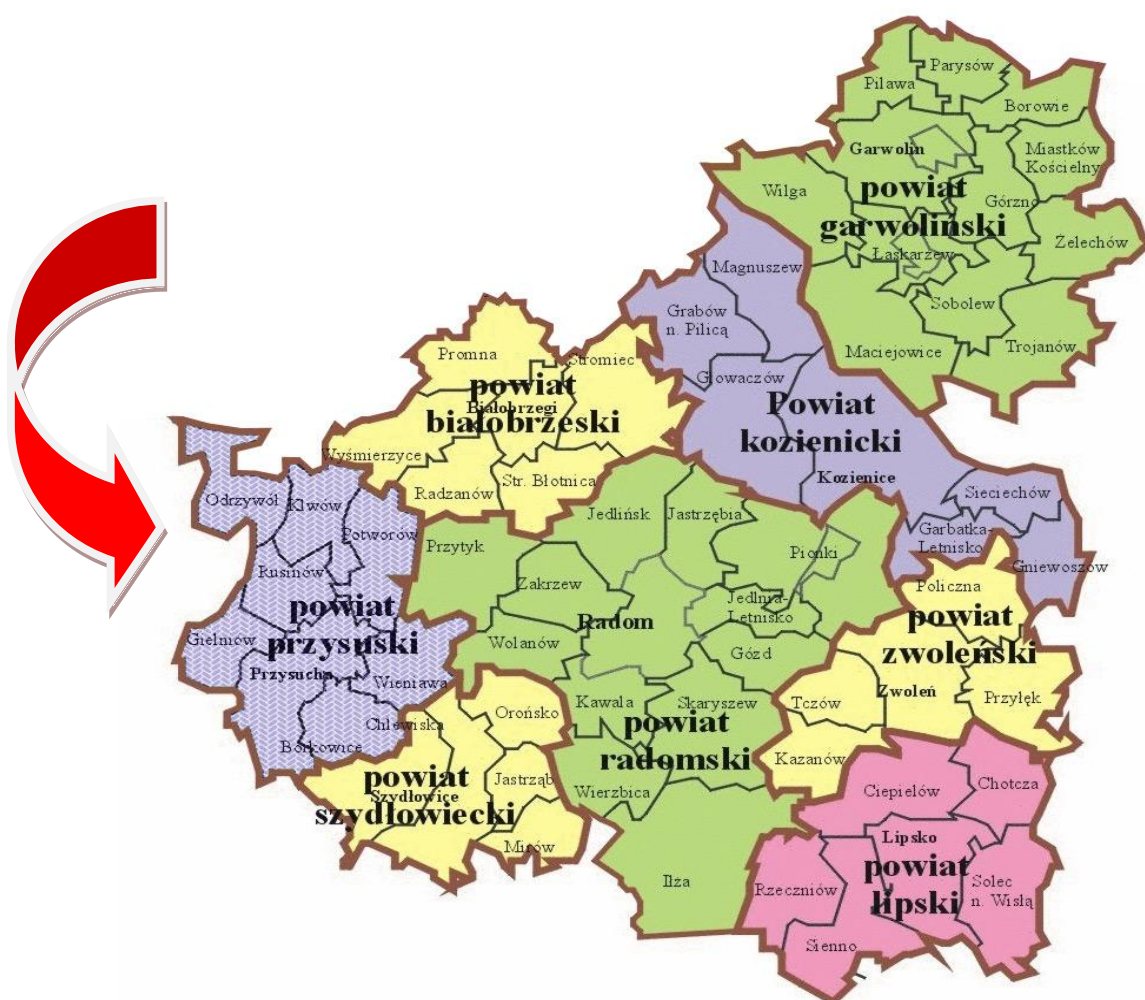 Parysów
Pilawa
Borowie
Garwolin
Miastków
Kościelny
Wilga
powiat
garwoliński
Górzno
Żelechów
Łaskarzew
Magnuszew
Sobolew
Grabów
n. Pilicą
Trojanów
Maciejowice
Promna
Stromiec
Głowaczów
powiat
białobrzeski
Białobrzegi
Powiat
kozienicki
Wyśmierzyce
Radzanów
Str. Błotnica
Kozienice
Sieciechów
Odrzywół
Klwów
Jedlińsk
Jastrzębia
Garbatka-
Letnisko
Potworów
Przytyk
Pionki
Gniewoszów
Rusinów
Zakrzew
Jedlnia-
Letnisko
Policzna
powiat
przysuski
Radom
powiat
zwoleński
Gielniów
Wolanów
Gózd
Przysucha
Wieniawa
Zwoleń
Przyłęk
Kawala
Skaryszew
Tczów
Orońsko
Chlewiska
Borkowice
powiat
radomski
Kazanów
powiat
szydłowiecki
Szydłowice
Jastrząb
Wierzbica
Ciepielów
Chotcza
Mirów
Lipsko
powiat
lipski
Iłża
Rzeczniów
Solec
n. Wisłą
Sienno